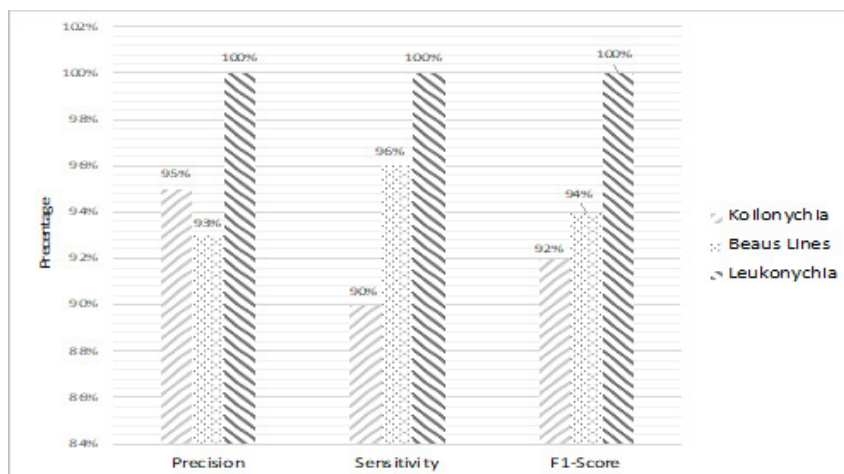 102%
100%
98%
96%
94%
92%
90%
88%
86%
84%
Precentage
95%
93%
100%
90%
96%
100%
92%
94%
100%
Precision
Sensitivity
F1-Score
Koilonychia
Beaus Lines
Leukonychia